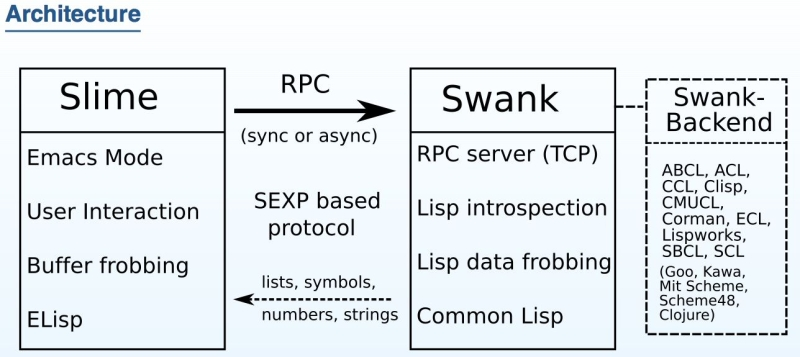 Architecture
Slime
Emacs Mode
User Interaction
Buffer frobbing
ELisp
RPC
(sync or async)
SEXP based
protocol
lists, symbols,
numbers, strings
Swank
RPC server (TCP)
Lisp introspection
Lisp data frobbing
Common Lisp
Swank-
Backend
ABCL, ACL,
CCL, Clisp,
CMUCL,
Corman, ECL,
Lispworks,
SBCL, SCL
(Goo, Kawa,
Mit Scheme,
Scheme48,
Clojure)